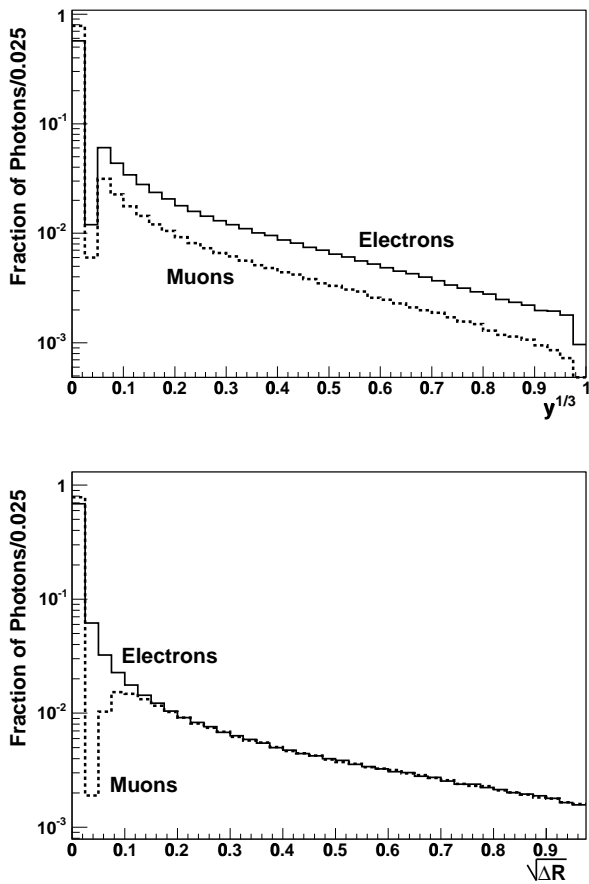 Fraction of Photons/0.025
1
10^-1
10^-2
10^-3
Electrons
Muons
0 0.1 0.2 0.3 0.4 0.5 0.6 0.7 0.8 0.9 1
y^1/3
Fraction of Photons/0.025
1
10^-1
10^-2
10^-3
Electrons
Muons
0 0.1 0.2 0.3 0.4 0.5 0.6 0.7 0.8 0.9
√ΔR